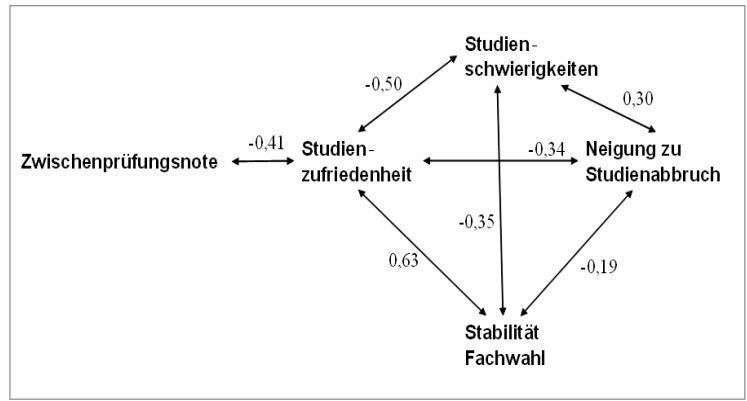 Studien-
schwierigkeiten
-0,50
0,30
-0,41
Zwischenprüfungsnote
Studien-
zufriedenheit
-0,34
Neigung zu
Studienabbruch
-0,35
0,63
-0,19
Stabilität
Fachwahl